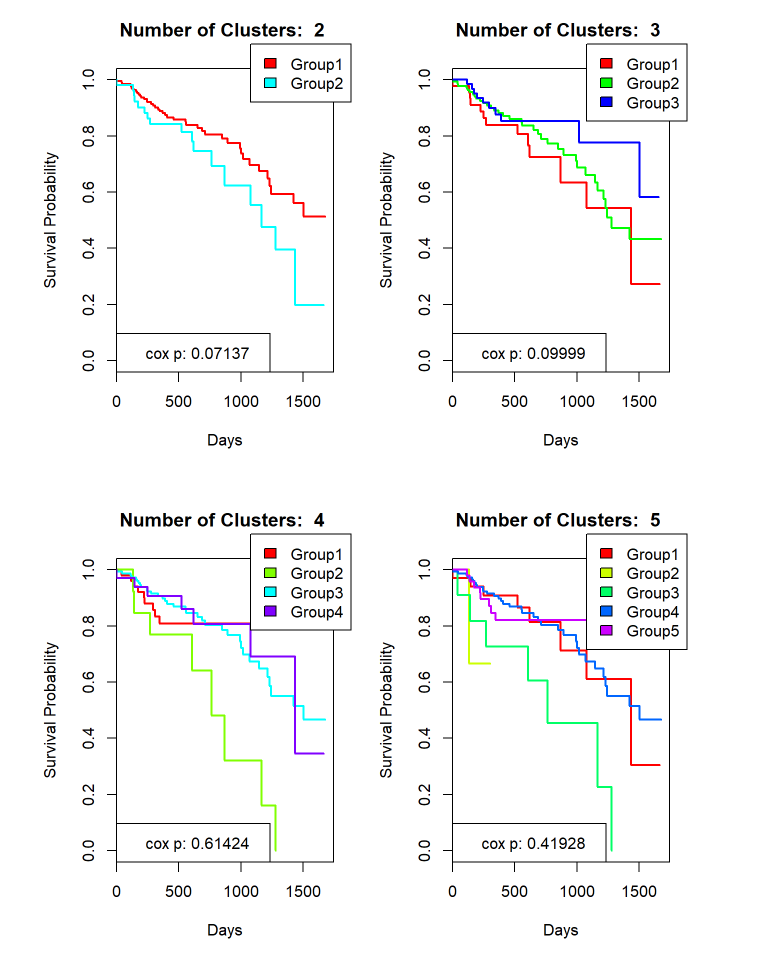 Number of Clusters:  2
Group1
Group2
Survival Probability
0.0
0.2
0.4
0.6
0.8
1.0
cox p: 0.07137
0
500
1000
1500
Days
Number of Clusters:  3
Group1
Group2
Group3
Survival Probability
0.0
0.2
0.4
0.6
0.8
1.0
cox p: 0.09999
0
500
1000
1500
Days
Number of Clusters:  4
Group1
Group2
Group3
Group4
Survival Probability
0.0
0.2
0.4
0.6
0.8
1.0
cox p: 0.61424
0
500
1000
1500
Days
Number of Clusters:  5
Group1
Group2
Group3
Group4
Group5
Survival Probability
0.0
0.2
0.4
0.6
0.8
1.0
cox p: 0.41928
0
500
1000
1500
Days